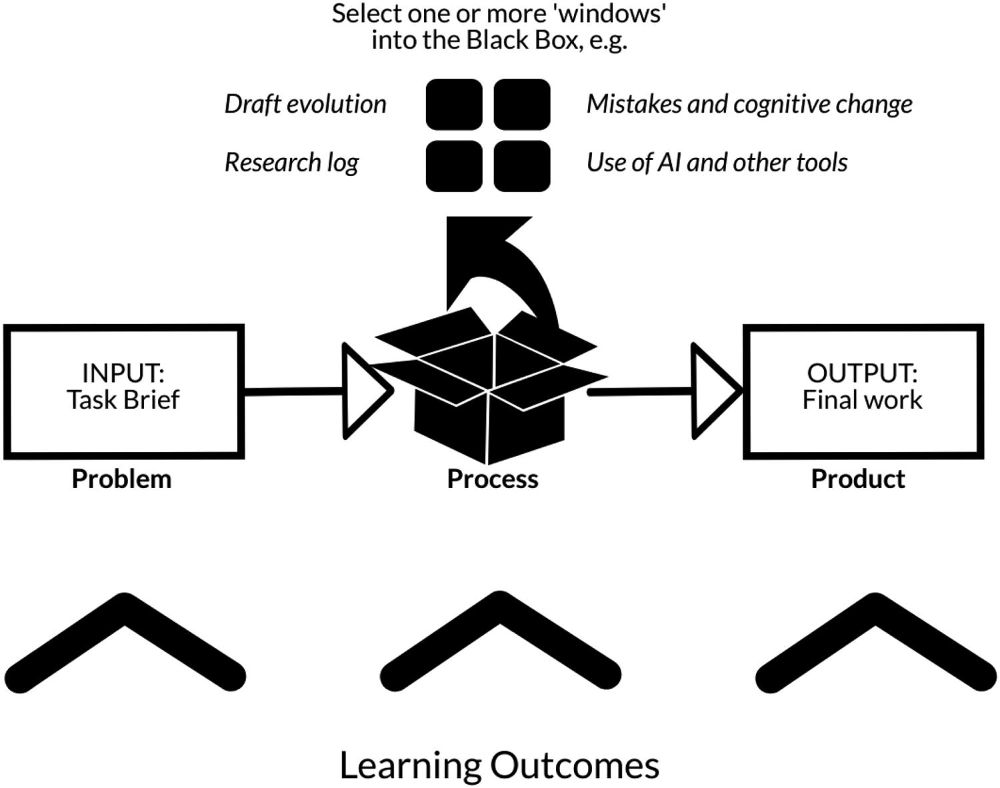 Select one or more 'windows'
into the Black Box, e.g.
Draft evolution
Mistakes and cognitive change
Research log
Use of AI and other tools
INPUT:
Task Brief
OUTPUT:
Final work
Problem
Process
Product
Learning Outcomes